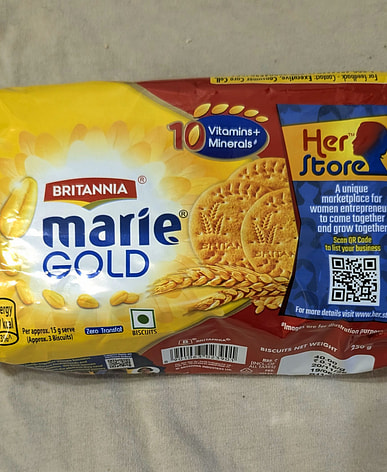 For feedback - Contact: Executive, Consumer Care Cell
10 Vitamins+
Minerals
Her
Store
TM
BRITANNIA®
marie®
GOLD
A unique
marketplace for
women entrepreneurs
to come together
and grow together
Scan QR Code
to list your business
For more details visit www.her.st
#Images are for illustration purpose
Per approx. 15 g serve
(Approx. 3 Biscuits)
Zero Transfat
BISCUITS
BRITANNIA
BISCUITS NET WEIGHT
250 g